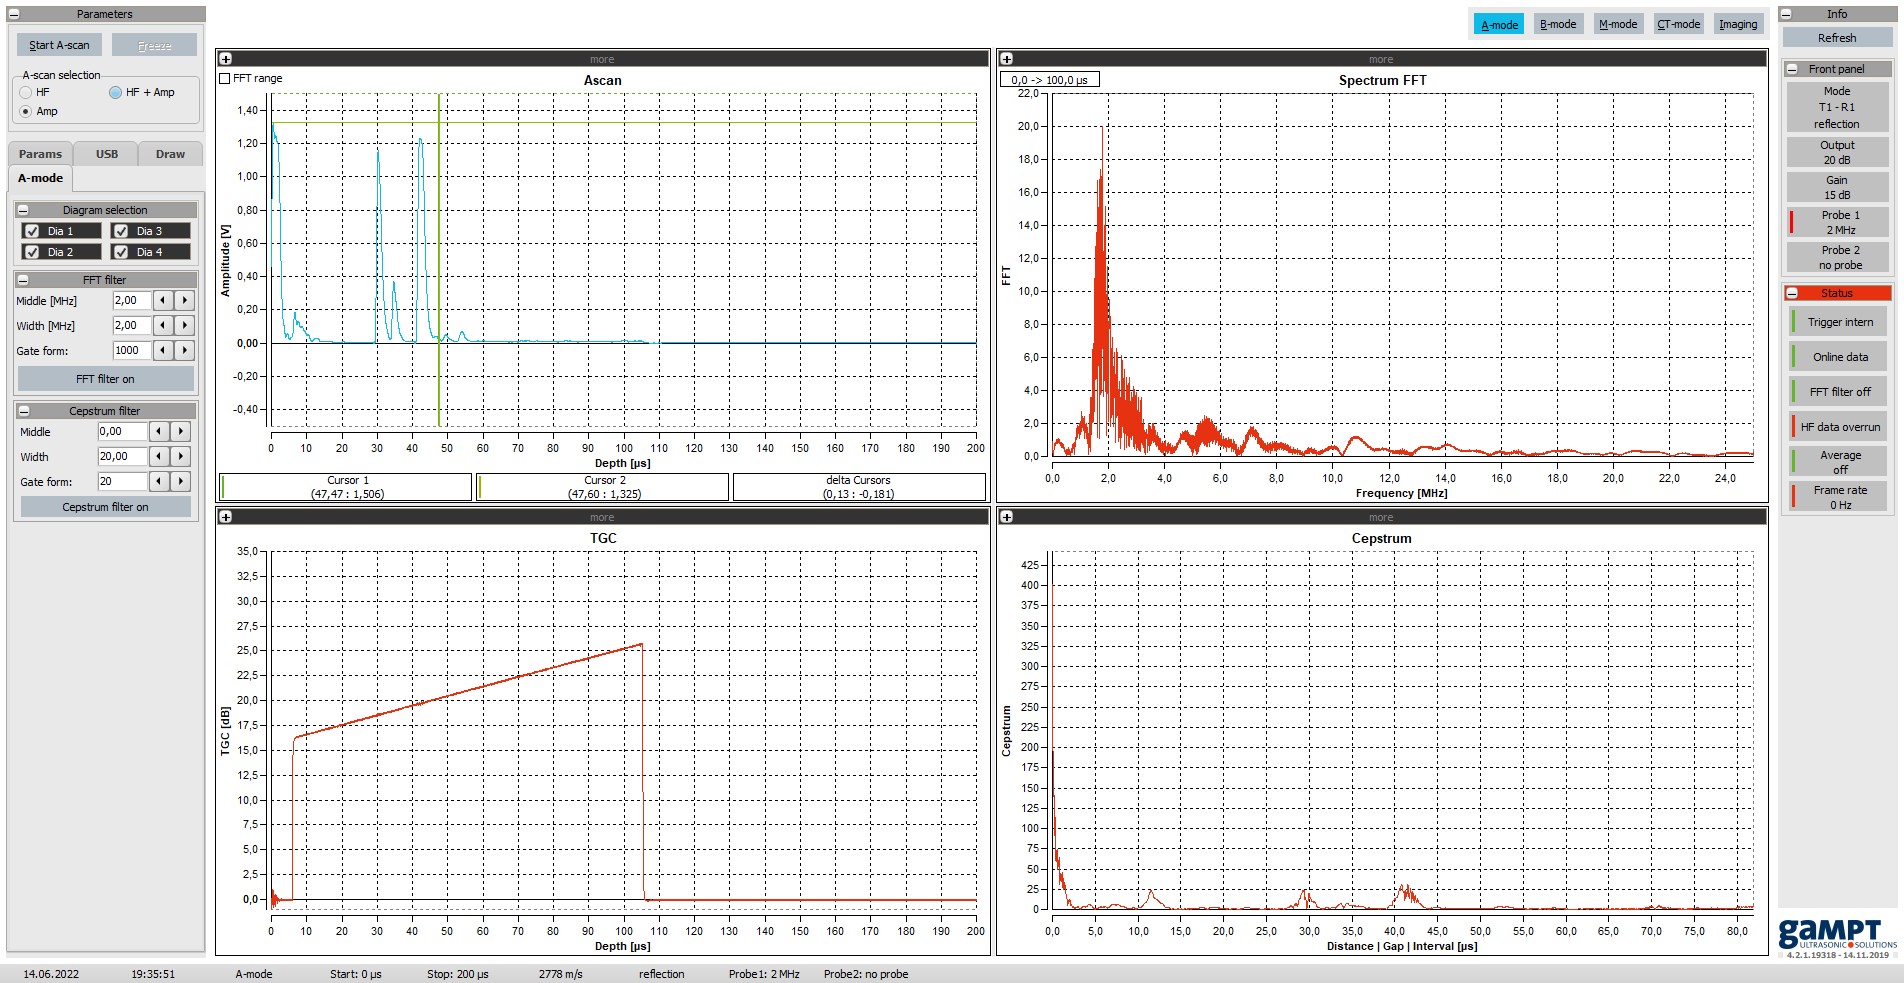 Parameters
Start A-scan
Freeze
A-scan selection
HF
HF + Amp
Amp
Params
USB
Draw
A-mode
Diagram selection
Dia 1
Dia 3
Dia 2
Dia 4
FFT filter
Middle [MHz]
2,00
Width [MHz]
2,00
Gate form:
1000
FFT filter on
Cepstrum filter
Middle
0,00
Width
20,00
Gate form:
20
Cepstrum filter on
A-mode
B-mode
M-mode
CT-mode
Imaging
more
FFT range
Ascan
Amplitude [V]
1,40
1,20
1,00
0,80
0,60
0,40
0,20
0,00
-0,20
-0,40
0 10 20 30 40 50 60 70 80 90 100 110 120 130 140 150 160 170 180 190 200
Depth [µs]
Cursor 1
(47,47 : 1,506)
Cursor 2
(47,60 : 1,325)
delta Cursors
(0,13 : -0,181)
more
0,0 -> 100,0 µs
Spectrum FFT
FFT
22,0
20,0
18,0
16,0
14,0
12,0
10,0
8,0
6,0
4,0
2,0
0,0
0,0 2,0 4,0 6,0 8,0 10,0 12,0 14,0 16,0 18,0 20,0 22,0 24,0
Frequency [MHz]
more
TGC
TGC [dB]
35,0
32,5
30,0
27,5
25,0
22,5
20,0
17,5
15,0
12,5
10,0
7,5
5,0
2,5
0,0
0 10 20 30 40 50 60 70 80 90 100 110 120 130 140 150 160 170 180 190 200
Depth [µs]
more
Cepstrum
Cepstrum
425
400
375
350
325
300
275
250
225
200
175
150
125
100
75
50
25
0
0,0 5,0 10,0 15,0 20,0 25,0 30,0 35,0 40,0 45,0 50,0 55,0 60,0 65,0 70,0 75,0 80,0
Distance | Gap | Interval [µs]
Info
Refresh
Front panel
Mode
T1 - R1
reflection
Output
20 dB
Gain
15 dB
Probe 1
2 MHz
Probe 2
no probe
Status
Trigger intern
Online data
FFT filter off
HF data overrun
Average
off
Frame rate
0 Hz
gAMPT
ULTRASONIC SOLUTIONS
4.2.1.19318 - 14.11.2019
14.06.2022
19:35:51
A-mode
Start: 0 µs
Stop: 200 µs
2778 m/s
reflection
Probe1: 2 MHz
Probe2: no probe